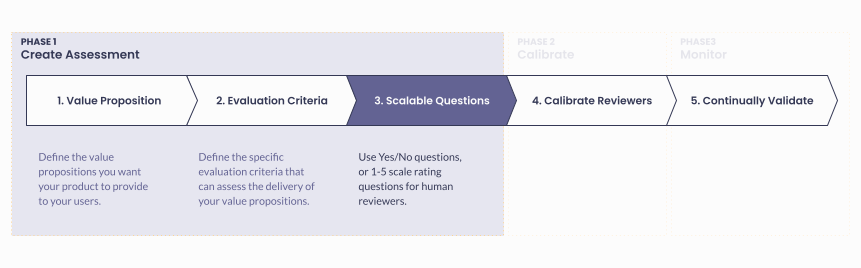 PHASE 1
Create Assessment
PHASE 2
Calibrate
PHASE3
Monitor
1. Value Proposition
2. Evaluation Criteria
3. Scalable Questions
4. Calibrate Reviewers
5. Continually Validate
Define the value
propositions you want
your product to provide
to your users.
Define the specific
evaluation criteria that
can assess the delivery of
your value propositions.
Use Yes/No questions,
or 1-5 scale rating
questions for human
reviewers.